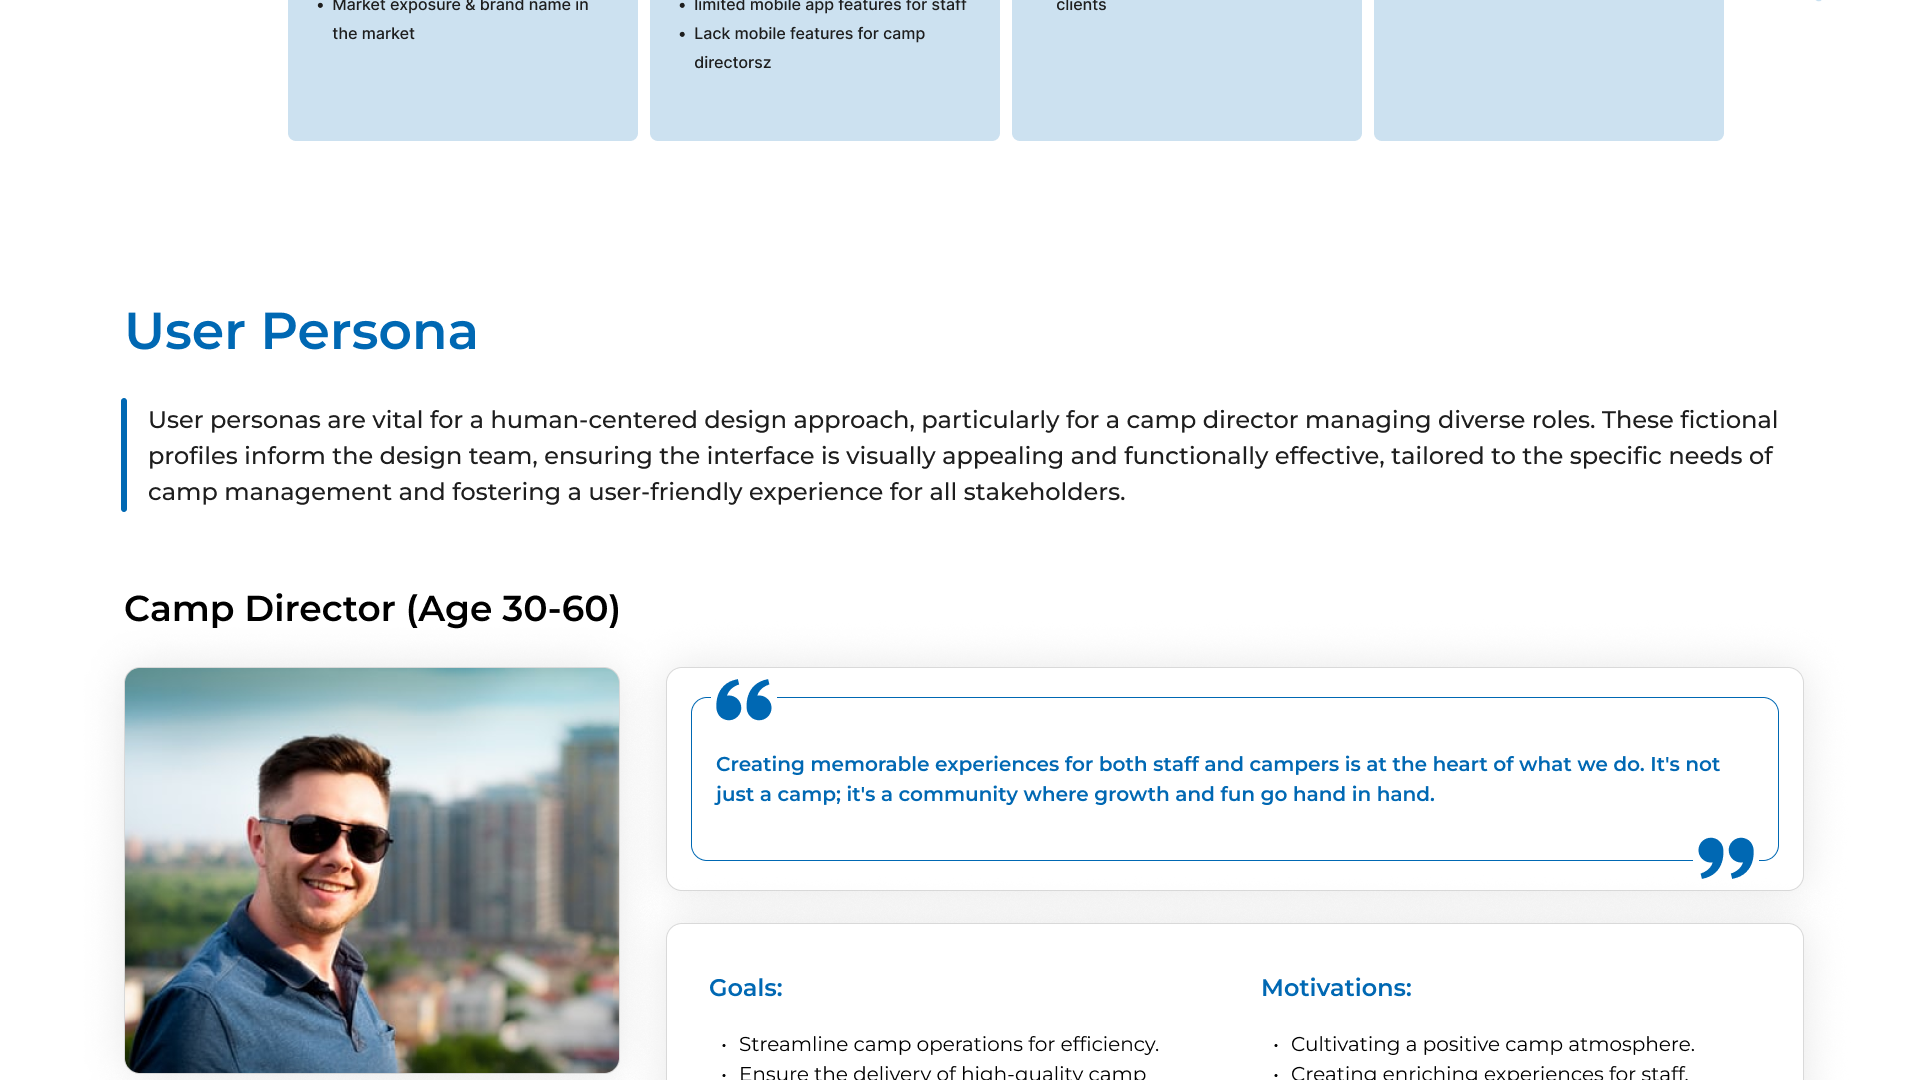 • Market exposure & brand name in
the market
• limited mobile app features for staff
• Lack mobile features for camp
directorsz
clients
User Persona
User personas are vital for a human-centered design approach, particularly for a camp director managing diverse roles. These fictional
profiles inform the design team, ensuring the interface is visually appealing and functionally effective, tailored to the specific needs of
camp management and fostering a user-friendly experience for all stakeholders.
Camp Director (Age 30-60)
“
Creating memorable experiences for both staff and campers is at the heart of what we do. It's not
just a camp; it's a community where growth and fun go hand in hand.
”
Goals:
• Streamline camp operations for efficiency.
• Ensure the delivery of high-quality camp
Motivations:
• Cultivating a positive camp atmosphere.
• Creating enriching experiences for staff.